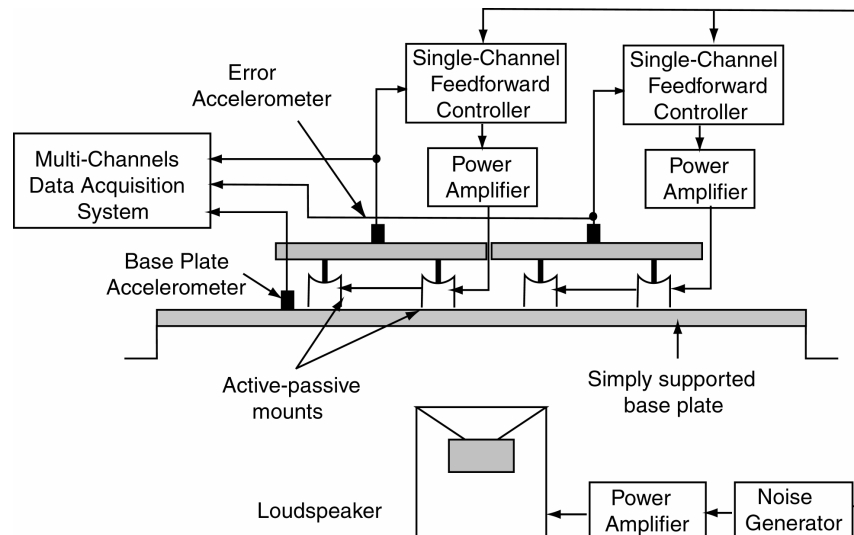 Single-Channel
Feedforward
Controller
Single-Channel
Feedforward
Controller
Error
Accelerometer
Multi-Channels
Data Acquisition
System
Power
Amplifier
Power
Amplifier
Base Plate
Accelerometer
Active-passive
mounts
Simply supported
base plate
Loudspeaker
Power
Amplifier
Noise
Generator